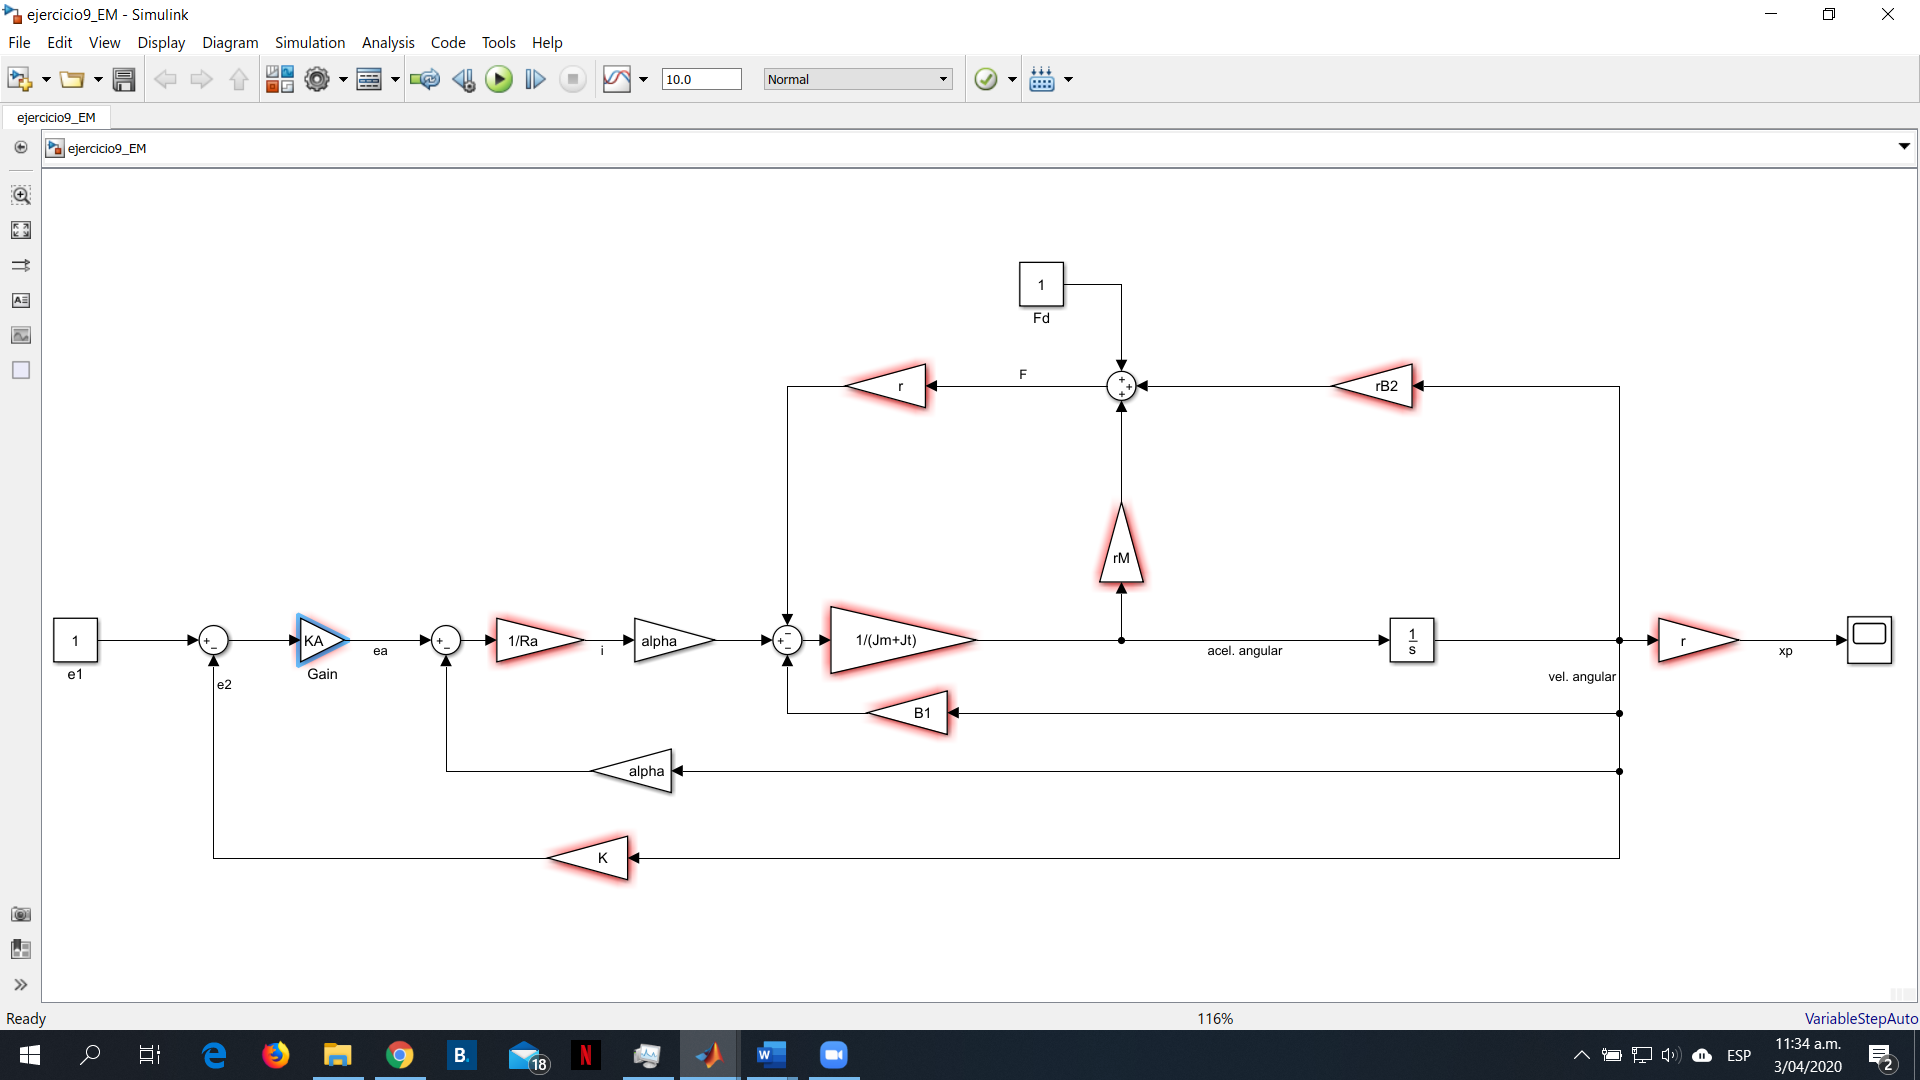 ejercicio9_EM - Simulink
File Edit View Display Diagram Simulation Analysis Code Tools Help
10.0 Normal
ejercicio9_EM
ejercicio9_EM
1
Fd
r
F
+
+
+
rB2
rM
1
e1
+
−
e2
KA
Gain
ea
+
−
1/Ra
i
alpha
−
+
−
1/(Jm+Jt)
acel. angular
1
s
vel. angular
r
xp
B1
alpha
K
Ready 116% VariableStepAuto
B. 18 N W ESP
11:34 a.m.
3/04/2020
2